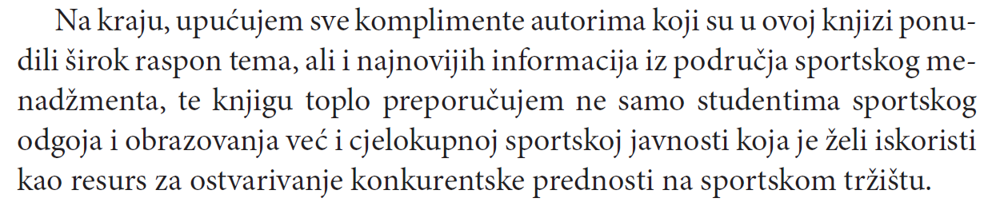 Na kraju, upućujem sve komplimente autorima koji su u ovoj knjizi ponu-
dili širok raspon tema, ali i najnovijih informacija iz područja sportskog me-
nadžmenta, te knjigu toplo preporučujem ne samo studentima sportskog
odgoja i obrazovanja već i cjelokupnoj sportskoj javnosti koja je želi iskoristi
kao resurs za ostvarivanje konkurentske prednosti na sportskom tržištu.